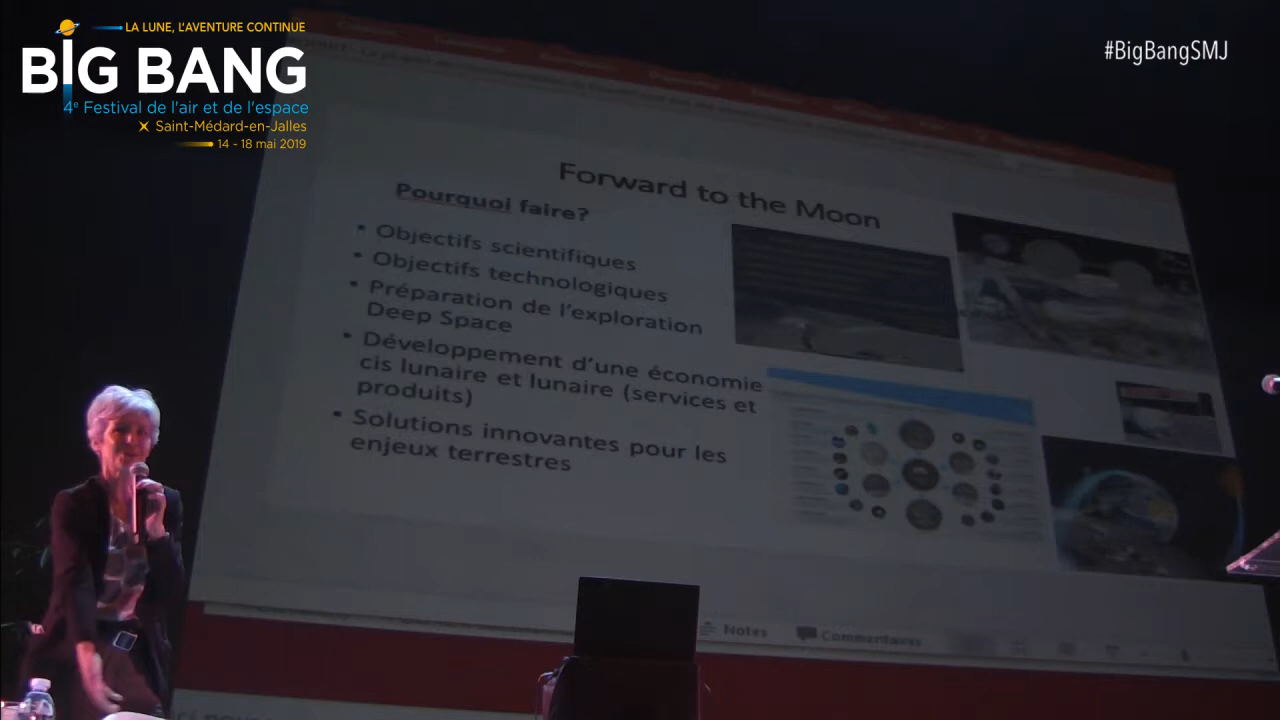 LA LUNE, L'AVENTURE CONTINUE
BIG BANG
4e Festival de l'air et de l'espace
Saint-Médard-en-Jalles
14 - 18 mai 2019
#BigBangSMJ
Forward to the Moon
Pourquoi faire?
▪ Objectifs scientifiques
▪ Objectifs technologiques
▪ Préparation de l'exploration
Deep Space
▪ Développement d'une économie
cis lunaire et lunaire (services et
produits)
▪ Solutions innovantes pour les
enjeux terrestres
Notes
Commentaires